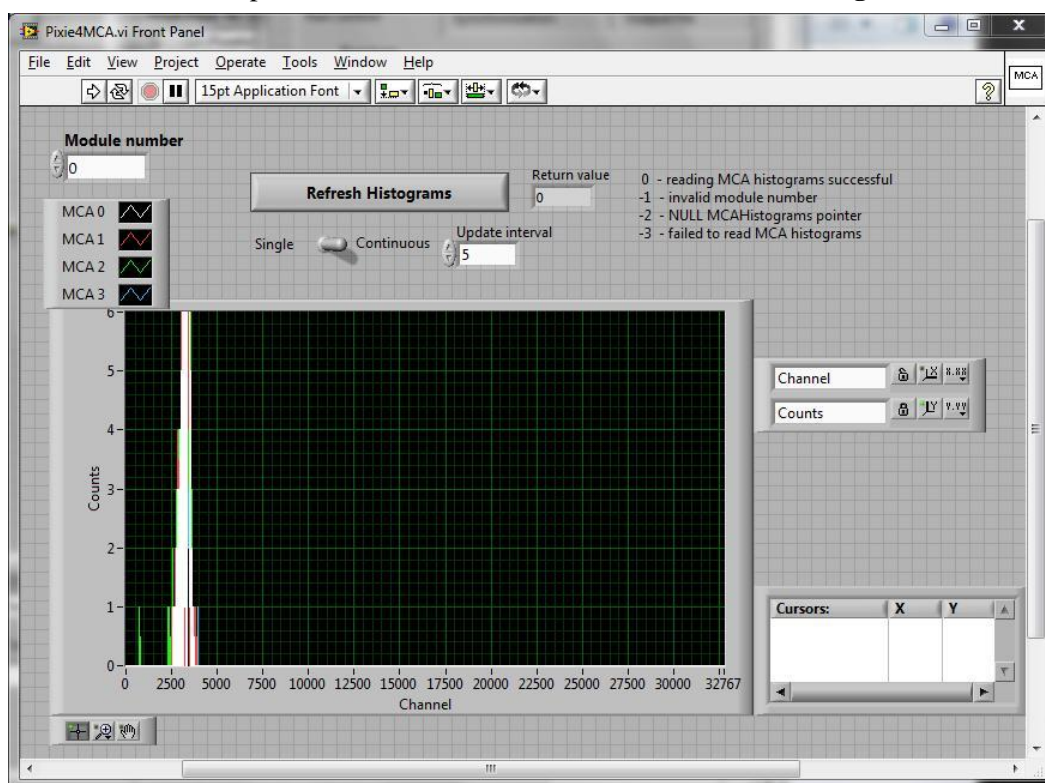 Pixie4MCA.vi Front Panel
File Edit View Project Operate Tools Window Help
15pt Application Font
MCA
Module number
0
Refresh Histograms
Return value
0
0 - reading MCA histograms successful
-1 - invalid module number
-2 - NULL MCAHistograms pointer
-3 - failed to read MCA histograms
MCA 0
MCA 1
MCA 2
MCA 3
Single
Continuous
Update interval
5
6
5
4
3
2
1
0
Counts
0 2500 5000 7500 10000 12500 15000 17500 20000 22500 25000 27500 30000 32767
Channel
Channel
Counts
Cursors: X Y